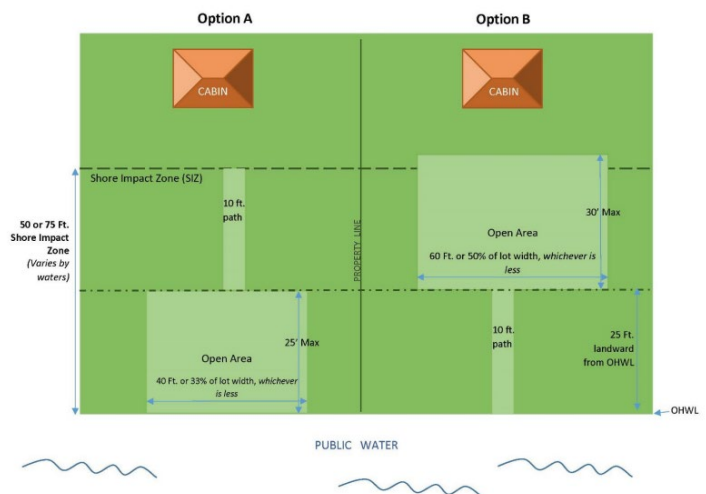 Option A
Option B
CABIN
CABIN
Shore Impact Zone (SIZ)
10 ft.
path
50 or 75 Ft.
Shore Impact
Zone
(Varies by
waters)
PROPERTY LINE
30' Max
Open Area
60 Ft. or 50% of lot width, whichever is
less
25' Max
Open Area
40 Ft. or 33% of lot width, whichever
is less
10 ft.
path
25 Ft.
landward
from OHWL
OHWL
PUBLIC WATER